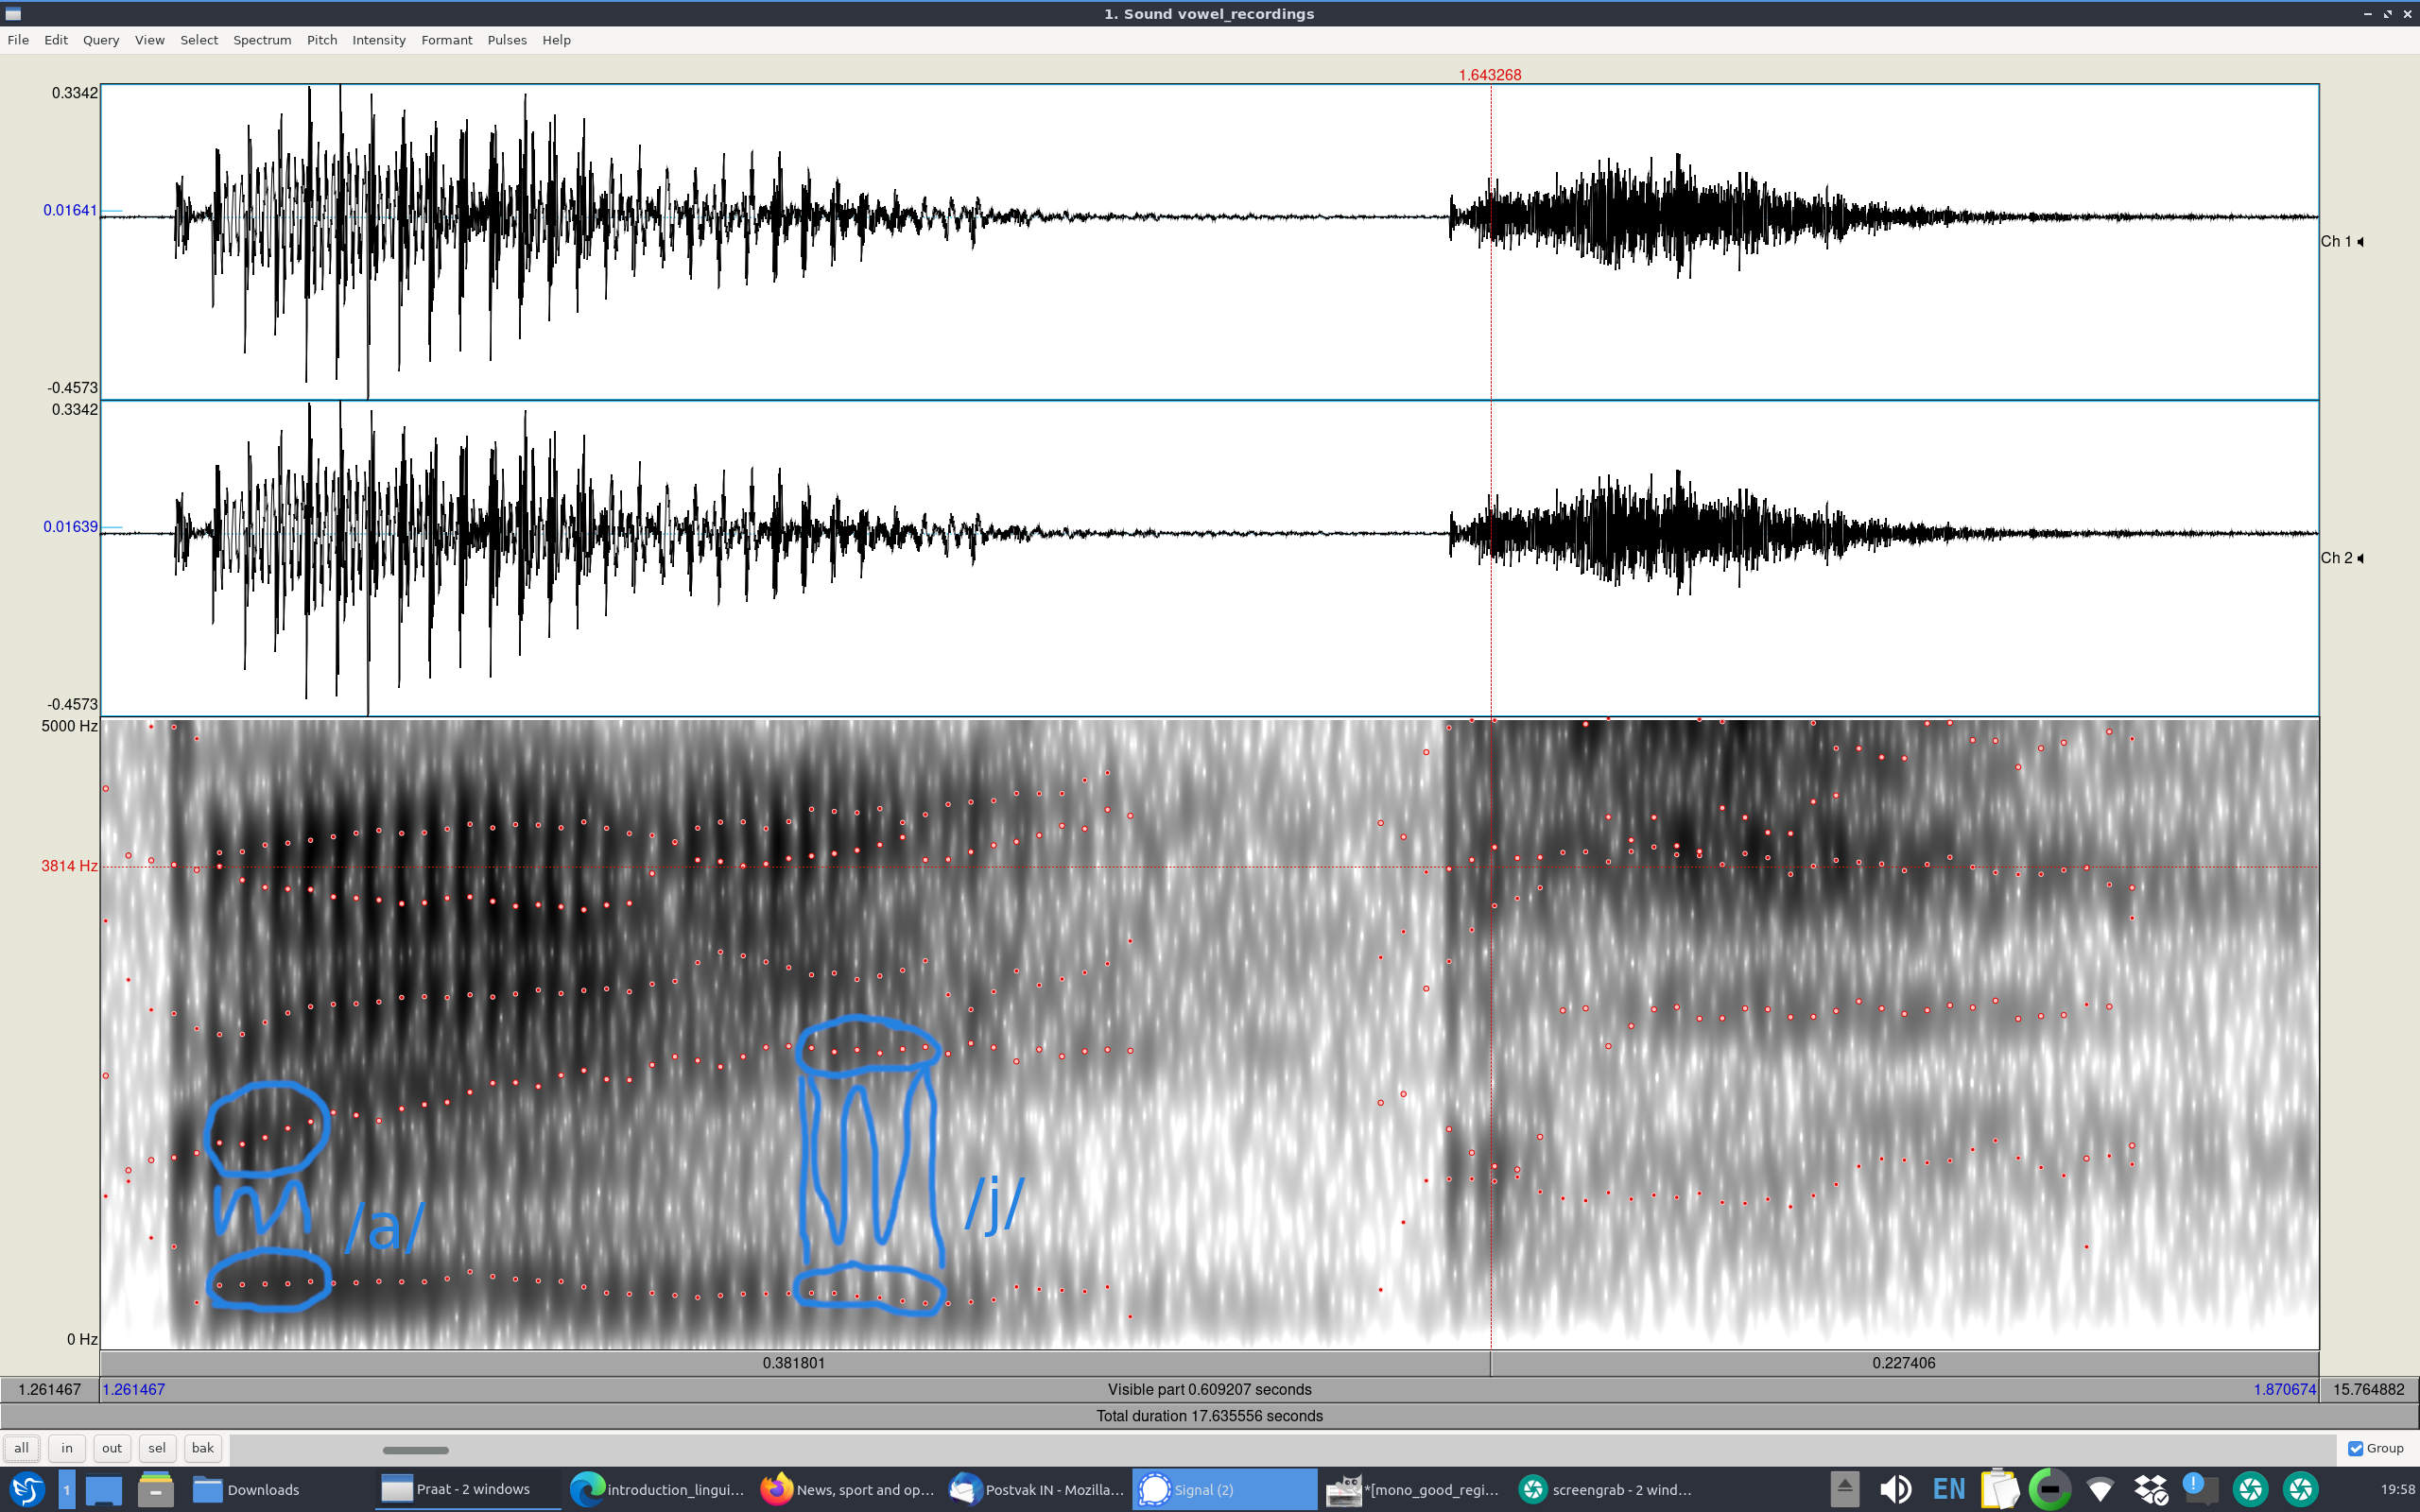 1. Sound vowel_recordings
File Edit Query View Select Spectrum Pitch Intensity Formant Pulses Help
1.643268
0.3342
0.01641
Ch 1
-0.4573
0.3342
0.01639
Ch 2
-0.4573
5000 Hz
3814 Hz
/a/
/j/
0 Hz
0.381801 0.227406
1.261467 1.261467 Visible part 0.609207 seconds 1.870674 15.764882
Total duration 17.635556 seconds
all in out sel bak Group
1 Downloads Praat - 2 windows introduction_lingui... News, sport and op... Postvak IN - Mozilla... Signal (2) *[mono_good_regi... screengrab - 2 wind... EN 19:58